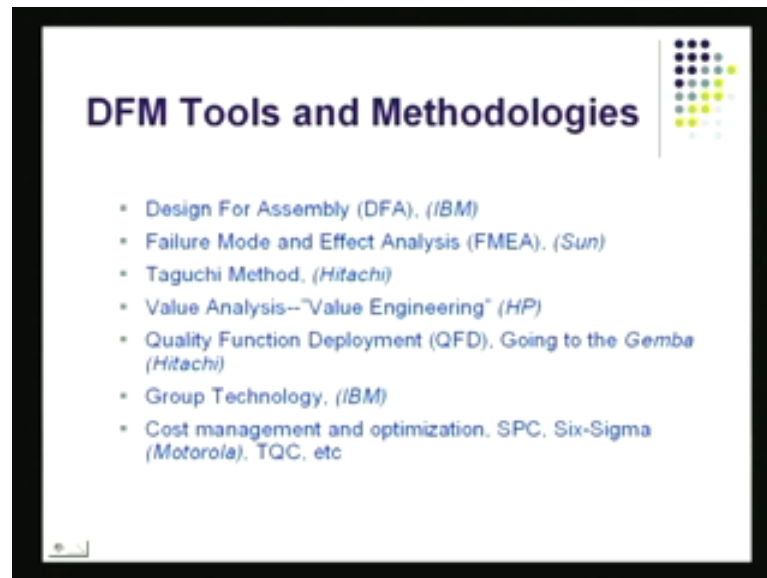 DFM Tools and Methodologies
Design For Assembly (DFA), (IBM)
Failure Mode and Effect Analysis (FMEA), (Sun)
Taguchi Method, (Hitachi)
Value Analysis--"Value Engineering" (HP)
Quality Function Deployment (QFD), Going to the Gemba
(Hitachi)
Group Technology, (IBM)
Cost management and optimization, SPC, Six-Sigma
(Motorola), TQC, etc